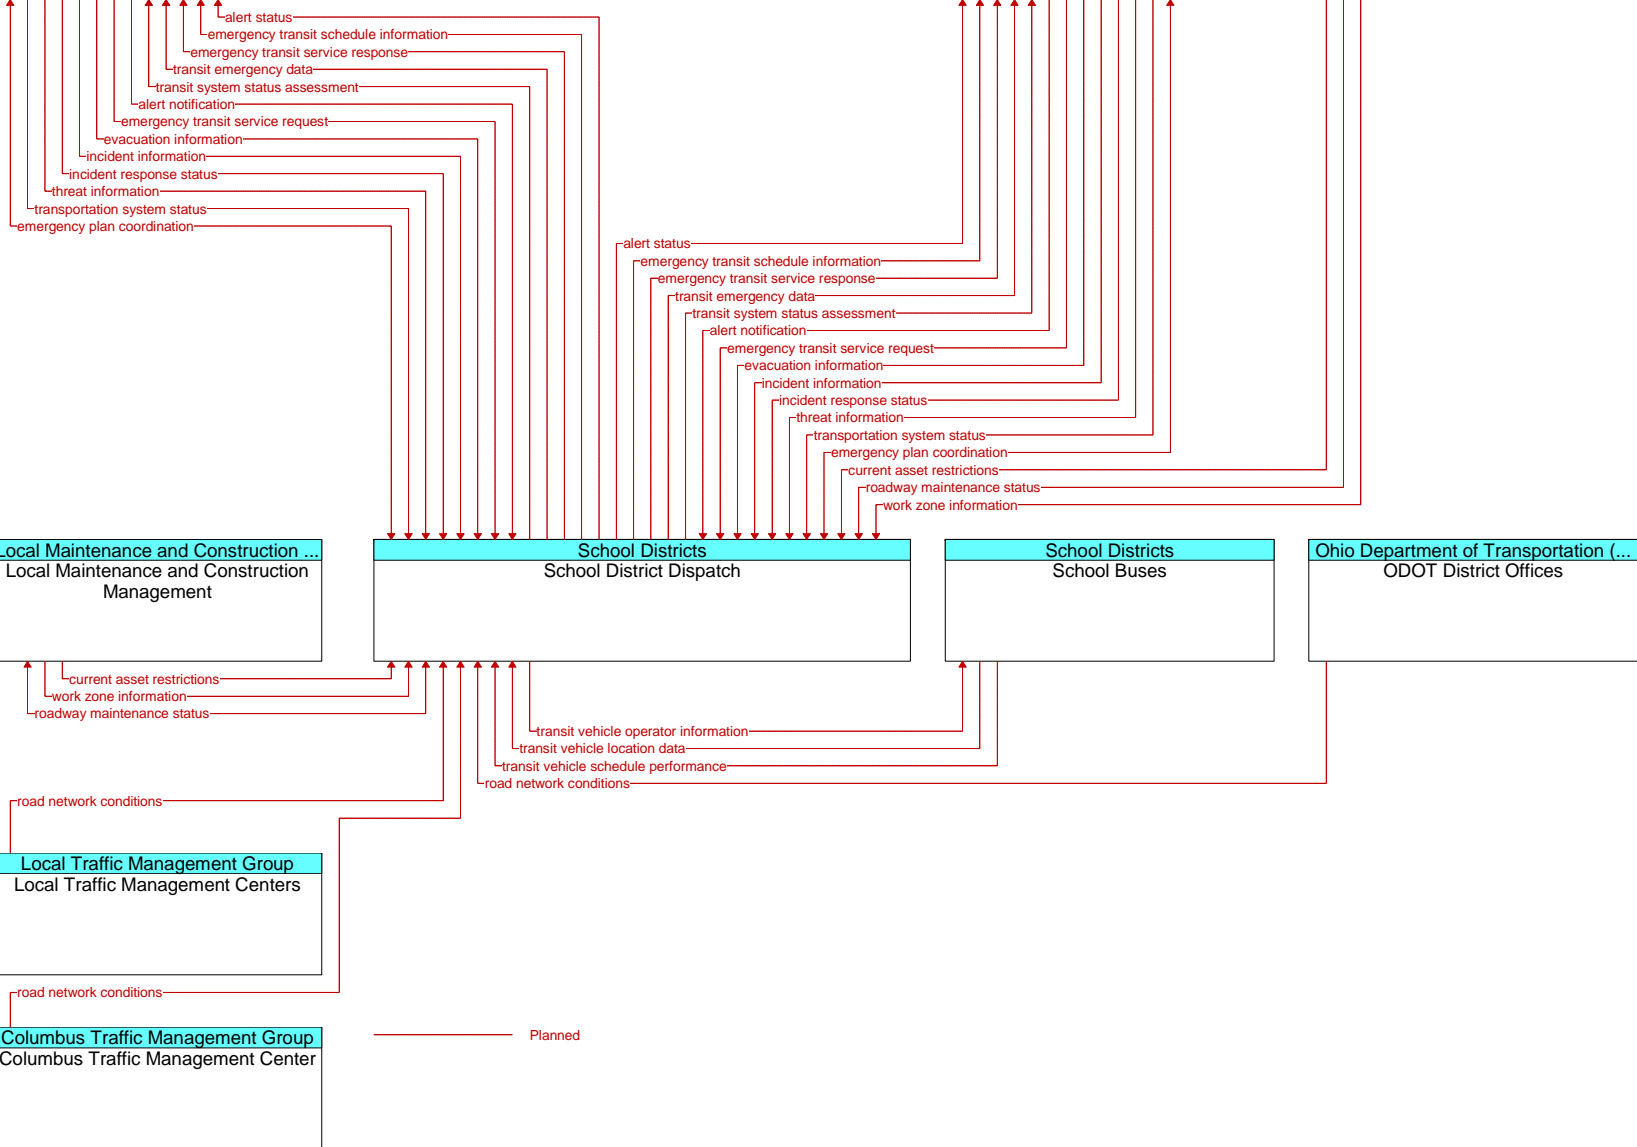 alert status
emergency transit schedule information
emergency transit service response
transit emergency data
transit system status assessment
alert notification
emergency transit service request
evacuation information
incident information
incident response status
threat information
transportation system status
emergency plan coordination
alert status
emergency transit schedule information
emergency transit service response
transit emergency data
transit system status assessment
alert notification
emergency transit service request
evacuation information
incident information
incident response status
threat information
transportation system status
emergency plan coordination
current asset restrictions
roadway maintenance status
work zone information
Local Maintenance and Construction ...
Local Maintenance and Construction
Management
School Districts
School District Dispatch
School Districts
School Buses
Ohio Department of Transportation (...
ODOT District Offices
current asset restrictions
work zone information
roadway maintenance status
transit vehicle operator information
transit vehicle location data
transit vehicle schedule performance
road network conditions
road network conditions
Local Traffic Management Group
Local Traffic Management Centers
road network conditions
Columbus Traffic Management Group
Columbus Traffic Management Center
Planned